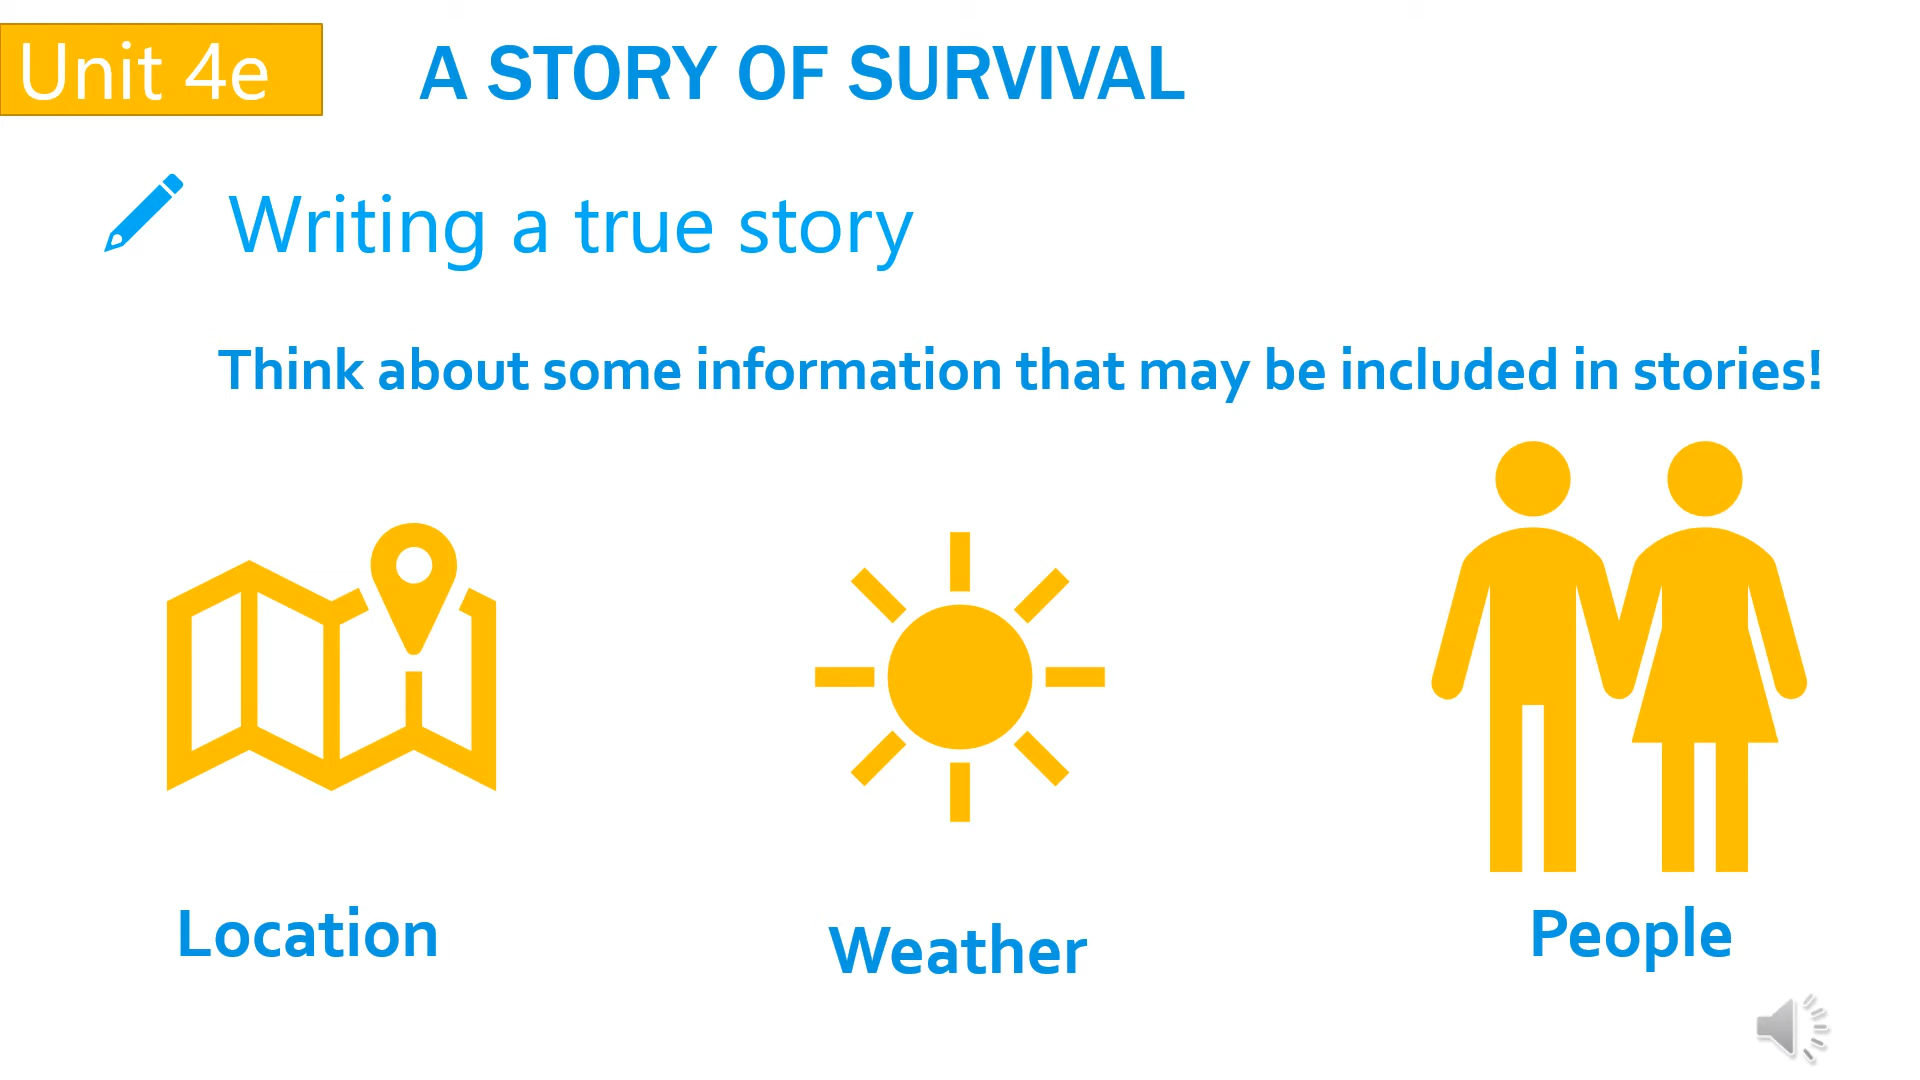 Unit 4e
A STORY OF SURVIVAL
Writing a true story
Think about some information that may be included in stories!
Location
Weather
People